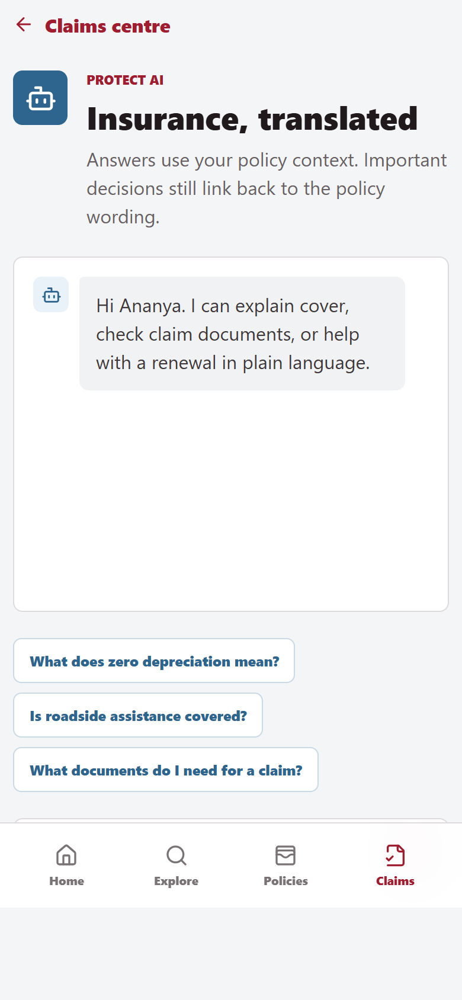 Claims centre
PROTECT AI
Insurance, translated
Answers use your policy context. Important
decisions still link back to the policy
wording.
Hi Ananya. I can explain cover,
check claim documents, or help
with a renewal in plain language.
What does zero depreciation mean?
Is roadside assistance covered?
What documents do I need for a claim?
Home
Explore
Policies
Claims